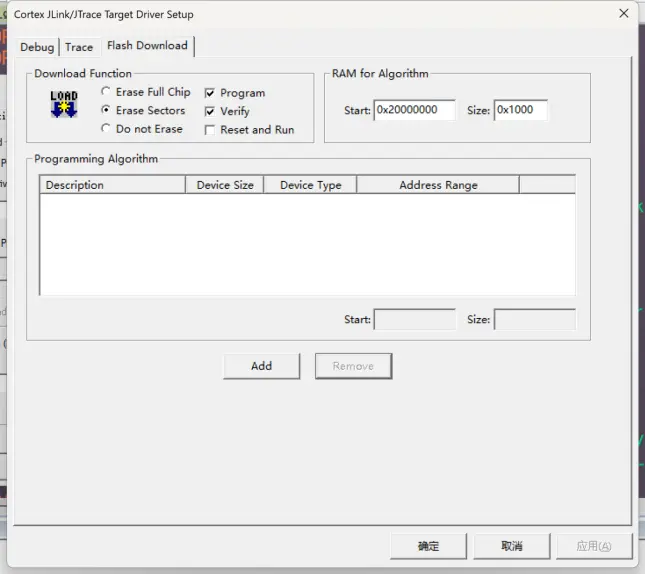 Cortex JLink/JTrace Target Driver Setup
Debug Trace Flash Download
Download Function
LOAD
Erase Full Chip
Erase Sectors
Do not Erase
Program
Verify
Reset and Run
RAM for Algorithm
Start: 0x20000000 Size: 0x1000
Programming Algorithm
Description Device Size Device Type Address Range
Start: Size:
Add Remove
确定 取消 应用(A)